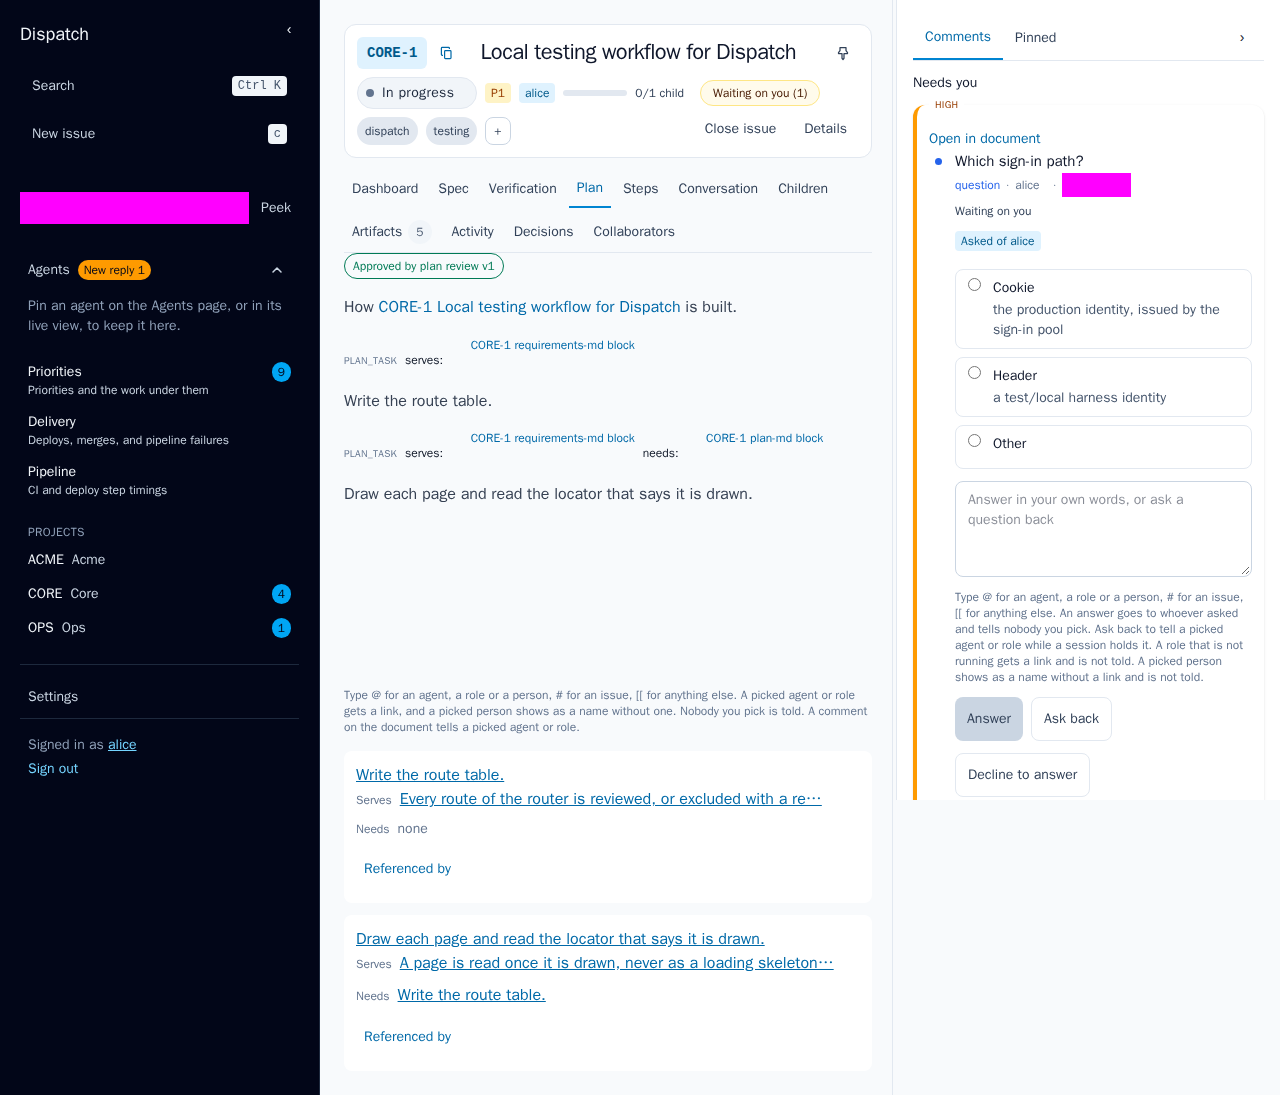 Dispatch
Search
Ctrl K
New issue
C
Peek
Agents
New reply 1
Pin an agent on the Agents page, or in its
live view, to keep it here.
Priorities
9
Priorities and the work under them
Delivery
Deploys, merges, and pipeline failures
Pipeline
CI and deploy step timings
PROJECTS
ACME Acme
CORE Core
4
OPS Ops
1
Settings
Signed in as alice
Sign out
CORE-1
Local testing workflow for Dispatch
In progress
P1
alice
0/1 child
Waiting on you (1)
dispatch
testing
+
Close issue
Details
Dashboard
Spec
Verification
Plan
Steps
Conversation
Children
Artifacts 5
Activity
Decisions
Collaborators
Approved by plan review v1
How CORE-1 Local testing workflow for Dispatch is built.
CORE-1 requirements-md block
PLAN_TASK serves:
Write the route table.
CORE-1 requirements-md block
CORE-1 plan-md block
PLAN_TASK serves:
needs:
Draw each page and read the locator that says it is drawn.
Type @ for an agent, a role or a person, # for an issue, [[ for anything else. A picked agent or role
gets a link, and a picked person shows as a name without one. Nobody you pick is told. A comment
on the document tells a picked agent or role.
Write the route table.
Serves Every route of the router is reviewed, or excluded with a re…
Needs none
Referenced by
Draw each page and read the locator that says it is drawn.
Serves A page is read once it is drawn, never as a loading skeleton…
Needs Write the route table.
Referenced by
Comments
Pinned
Needs you
HIGH
Open in document
Which sign-in path?
question · alice ·
Waiting on you
Asked of alice
Cookie
the production identity, issued by the
sign-in pool
Header
a test/local harness identity
Other
Answer in your own words, or ask a
question back
Type @ for an agent, a role or a person, # for an issue,
[[ for anything else. An answer goes to whoever asked
and tells nobody you pick. Ask back to tell a picked
agent or role while a session holds it. A role that is not
running gets a link and is not told. A picked person
shows as a name without a link and is not told.
Answer
Ask back
Decline to answer